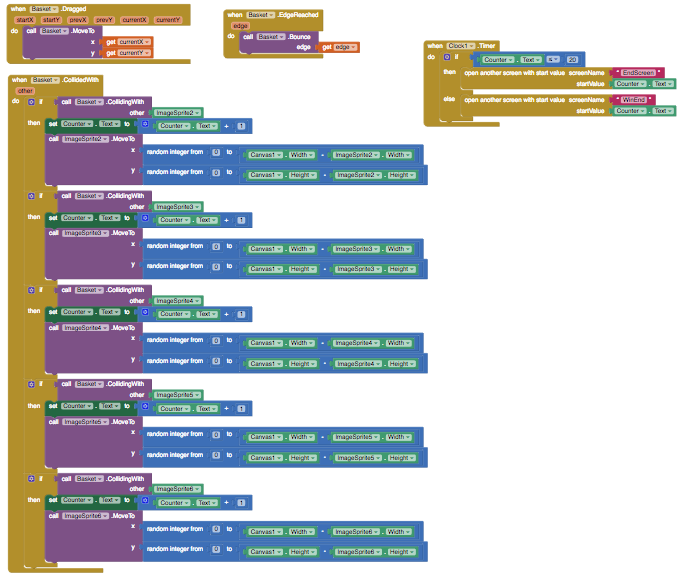 when Basket .Dragged
startX startY prevX prevY currentX currentY
do call Basket .MoveTo
x get currentX
y get currentY
when Basket .EdgeReached
edge
do call Basket .Bounce
edge get edge
when Clock1 .Timer
do if Counter . Text ≤ 20
then open another screen with start value screenName " EndScreen "
startValue Counter . Text
else open another screen with start value screenName " WinEnd "
startValue Counter . Text
when Basket .CollidedWith
other
do if call Basket .CollidingWith
other ImageSprite2
then set Counter . Text to Counter . Text + 1
call ImageSprite2 .MoveTo
x random integer from 0 to Canvas1 . Width - ImageSprite2 . Width
y random integer from 0 to Canvas1 . Height - ImageSprite2 . Height
if call Basket .CollidingWith
other ImageSprite3
then set Counter . Text to Counter . Text + 1
call ImageSprite3 .MoveTo
x random integer from 0 to Canvas1 . Width - ImageSprite3 . Width
y random integer from 0 to Canvas1 . Height - ImageSprite3 . Height
if call Basket .CollidingWith
other ImageSprite4
then set Counter . Text to Counter . Text + 1
call ImageSprite4 .MoveTo
x random integer from 0 to Canvas1 . Width - ImageSprite4 . Width
y random integer from 0 to Canvas1 . Height - ImageSprite4 . Height
if call Basket .CollidingWith
other ImageSprite5
then set Counter . Text to Counter . Text + 1
call ImageSprite5 .MoveTo
x random integer from 0 to Canvas1 . Width - ImageSprite5 . Width
y random integer from 0 to Canvas1 . Height - ImageSprite5 . Height
if call Basket .CollidingWith
other ImageSprite6
then set Counter . Text to Counter . Text + 1
call ImageSprite6 .MoveTo
x random integer from 0 to Canvas1 . Width - ImageSprite6 . Width
y random integer from 0 to Canvas1 . Height - ImageSprite6 . Height